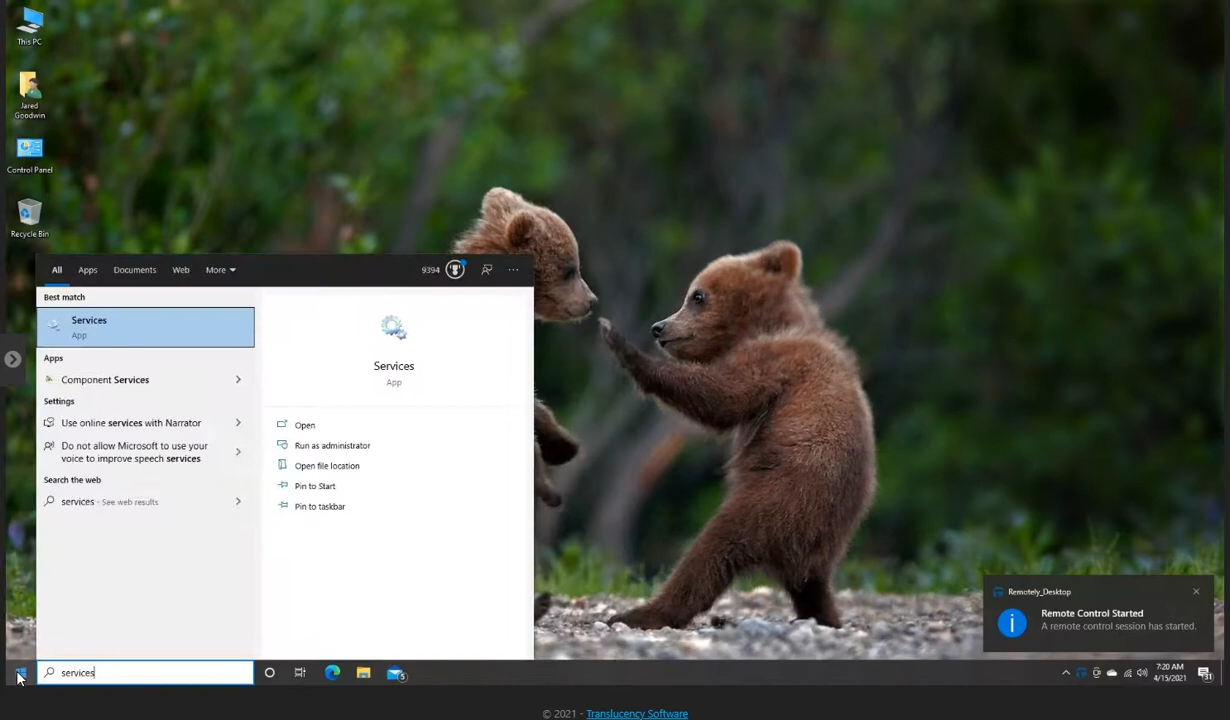 This PC
Jared
Goodwin
Control Panel
Recycle Bin
All Apps Documents Web More 9394 ...
Best match
Services
App
Apps
Component Services
Settings
Use online services with Narrator
Do not allow Microsoft to use your
voice to improve speech services
Search the web
services - See web results
Services
App
Open
Run as administrator
Open file location
Pin to Start
Pin to taskbar
Remotely_Desktop
Remote Control Started
A remote control session has started.
services
5
7:20 AM
4/15/2021
31
© 2021 - Translucency Software